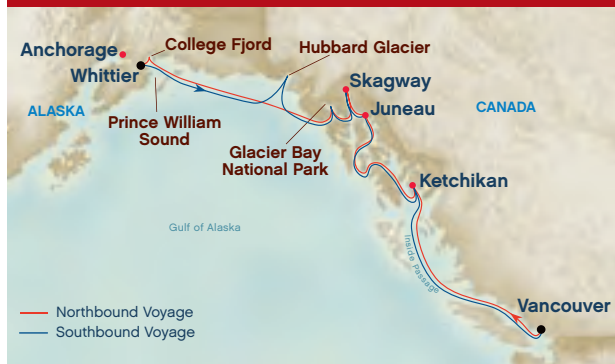 College Fjord
Hubbard Glacier
Anchorage
Whittier
Skagway
ALASKA
Juneau
CANADA
Prince William
Sound
Glacier Bay
National Park
Ketchikan
Gulf of Alaska
Inside Passage
Vancouver
Northbound Voyage
Southbound Voyage